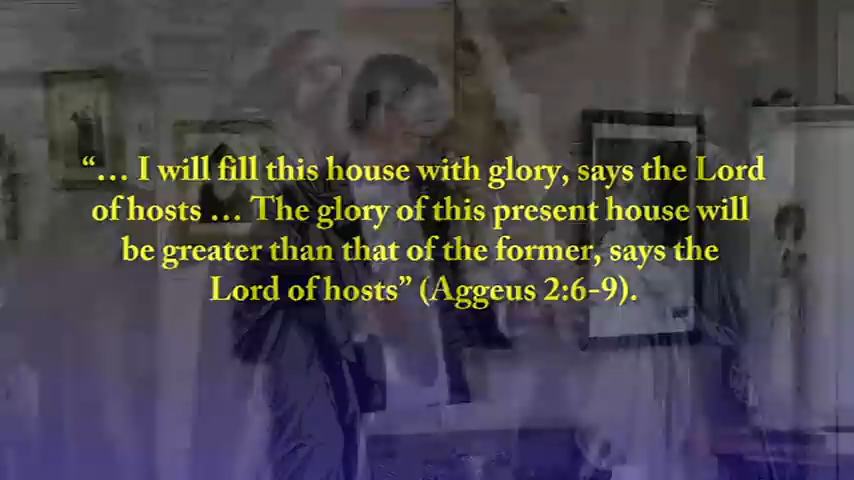 “... I will fill this house with glory, says the Lord
of hosts ... The glory of this present house will
be greater than that of the former, says the
Lord of hosts” (Aggeus 2:6-9).